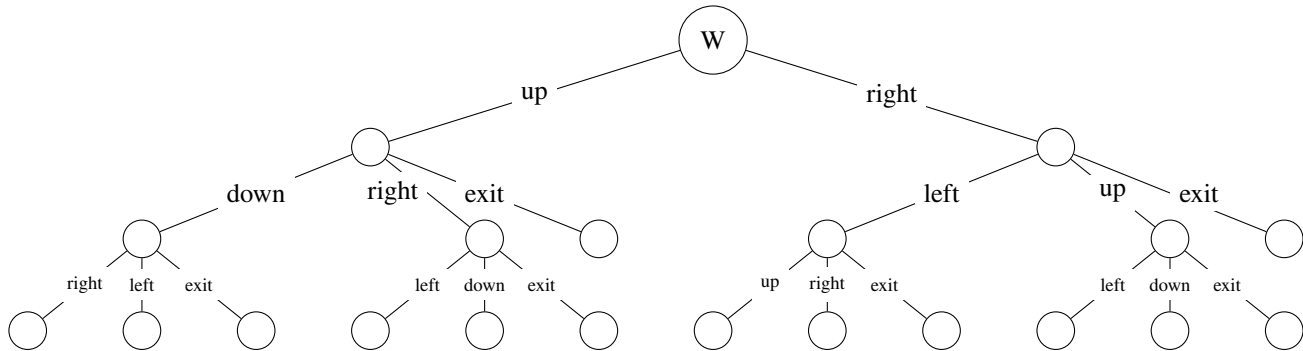 W
up right
down right exit left up exit
right left exit left down exit up right exit left down exit